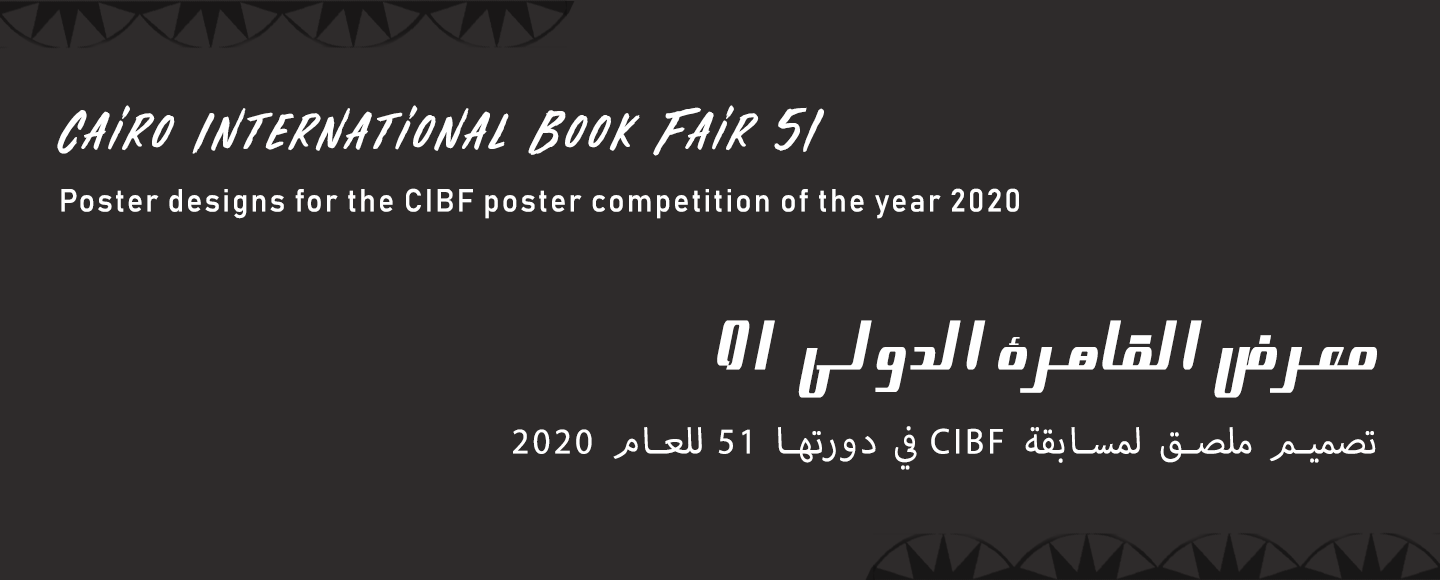 CAIRO INTERNATIONAL BOOK FAIR 51
Poster designs for the CIBF poster competition of the year 2020
معرض القاهرة الدولى ٥١
تصميم ملصق لمسابقة CIBF في دورتها 51 للعام 2020